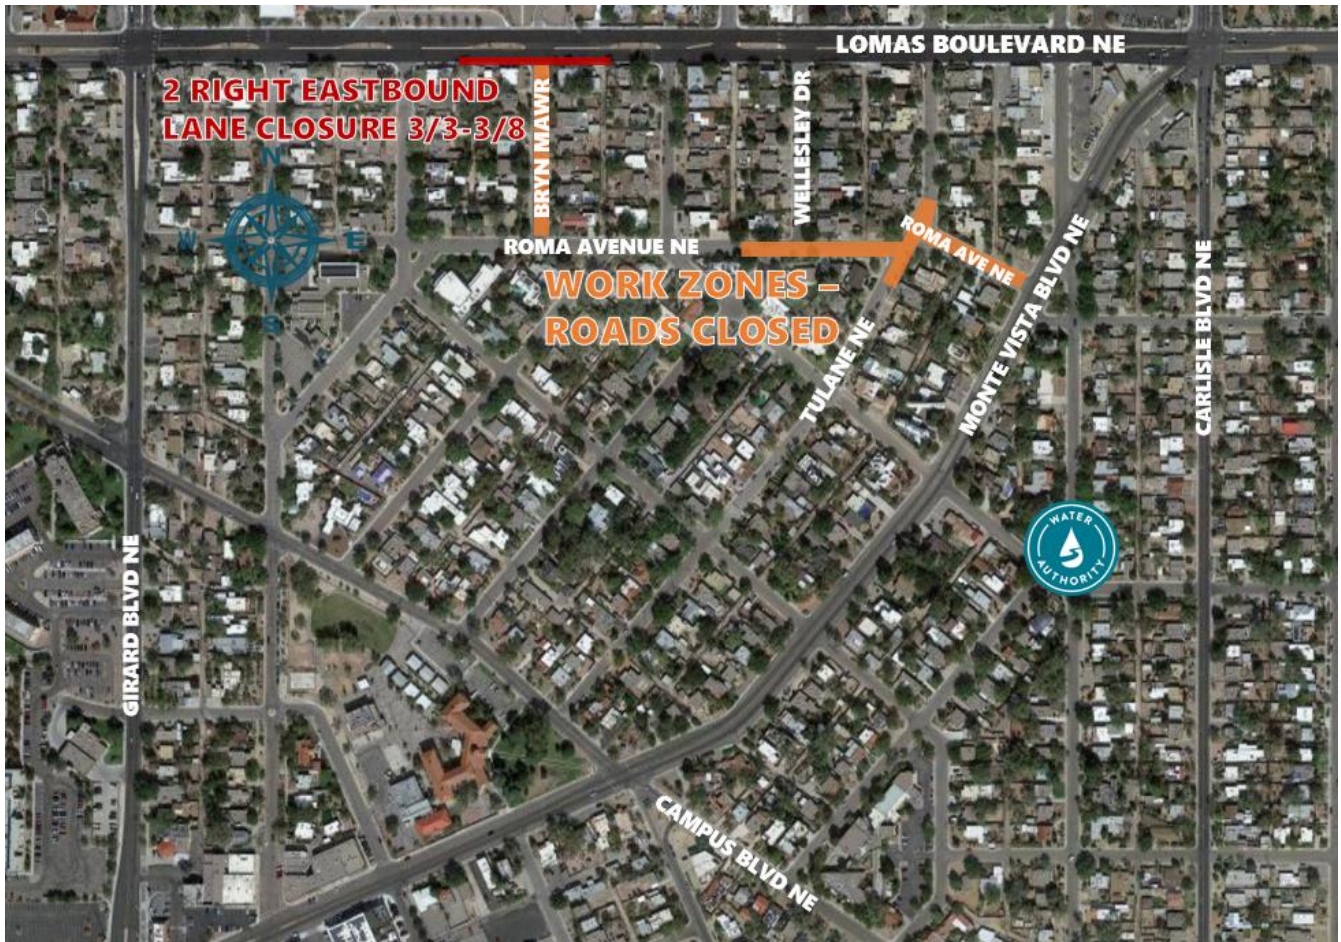 LOMAS BOULEVARD NE
2 RIGHT EASTBOUND
LANE CLOSURE 3/3-3/8
BRYN MAWR
WELLESLEY DR
N
W
E
S
ROMA AVENUE NE
ROMA AVE NE
WORK ZONES –
ROADS CLOSED
TULANE NE
MONTE VISTA BLVD NE
CARLISLE BLVD NE
GIRARD BLVD NE
WATER
AUTHORITY
CAMPUS BLVD NE